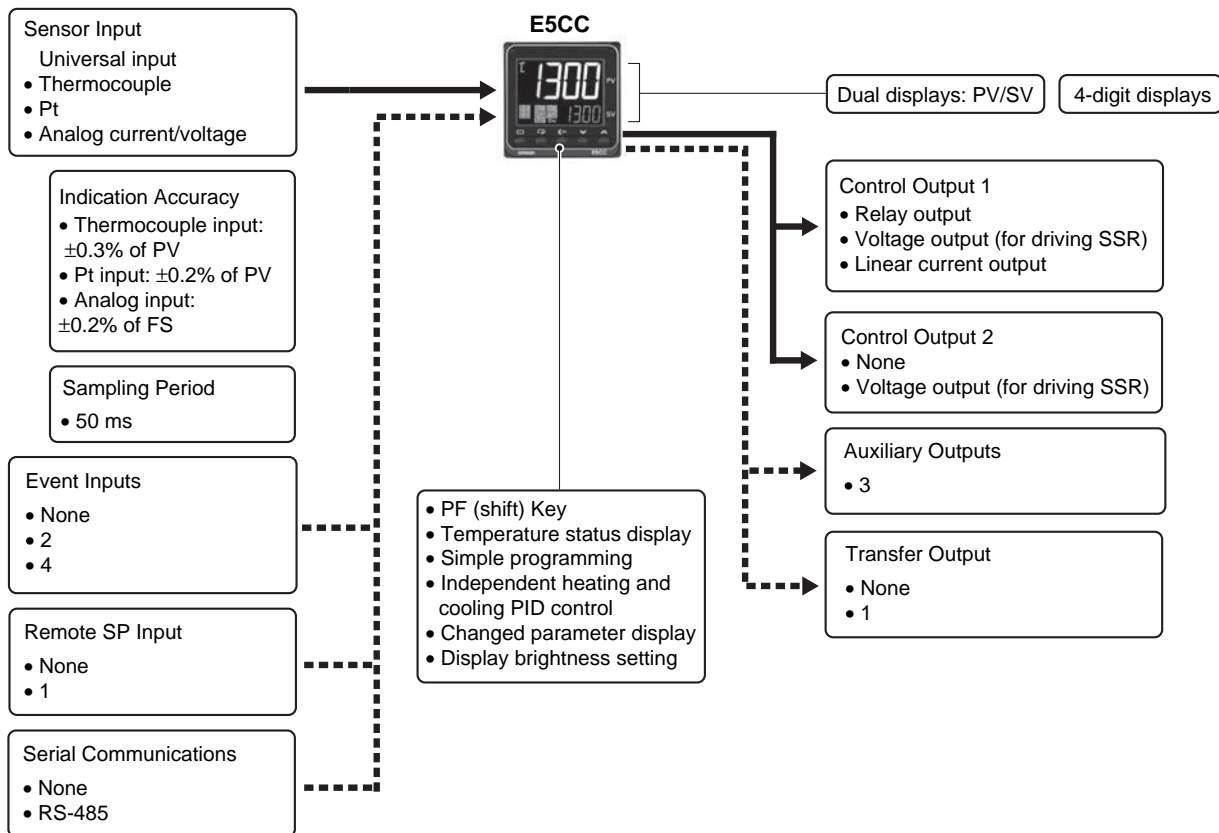 Sensor Input
Universal input
• Thermocouple
• Pt
• Analog current/voltage
Indication Accuracy
• Thermocouple input:
±0.3% of PV
• Pt input: ±0.2% of PV
• Analog input:
±0.2% of FS
Sampling Period
• 50 ms
Event Inputs
• None
• 2
• 4
Remote SP Input
• None
• 1
Serial Communications
• None
• RS-485
E5CC
1300
PV
1300
SV
OMRON
E5CC
• PF (shift) Key
• Temperature status display
• Simple programming
• Independent heating and
cooling PID control
• Changed parameter display
• Display brightness setting
Dual displays: PV/SV
4-digit displays
Control Output 1
• Relay output
• Voltage output (for driving SSR)
• Linear current output
Control Output 2
• None
• Voltage output (for driving SSR)
Auxiliary Outputs
• 3
Transfer Output
• None
• 1